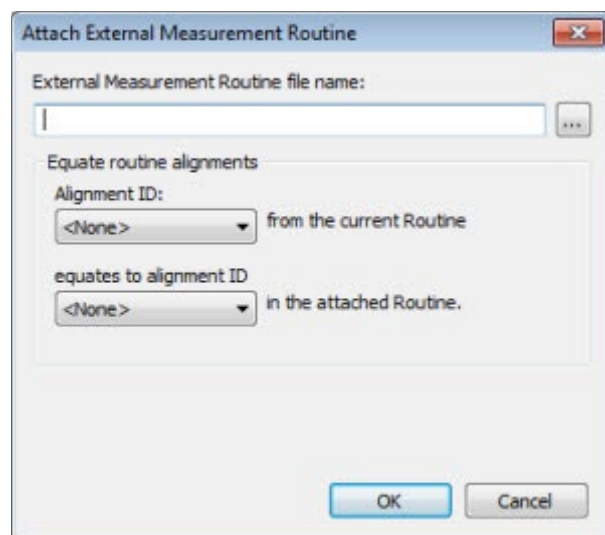 Attach External Measurement Routine
External Measurement Routine file name:
...
Equate routine alignments
Alignment ID:
<None> from the current Routine
equates to alignment ID
<None> in the attached Routine.
OK Cancel